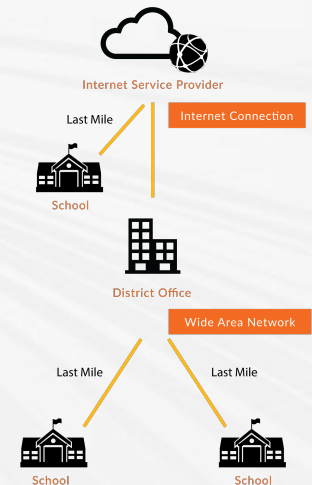 Internet Service Provider
Internet Connection
Last Mile
School
District Office
Wide Area Network
Last Mile
Last Mile
School
School